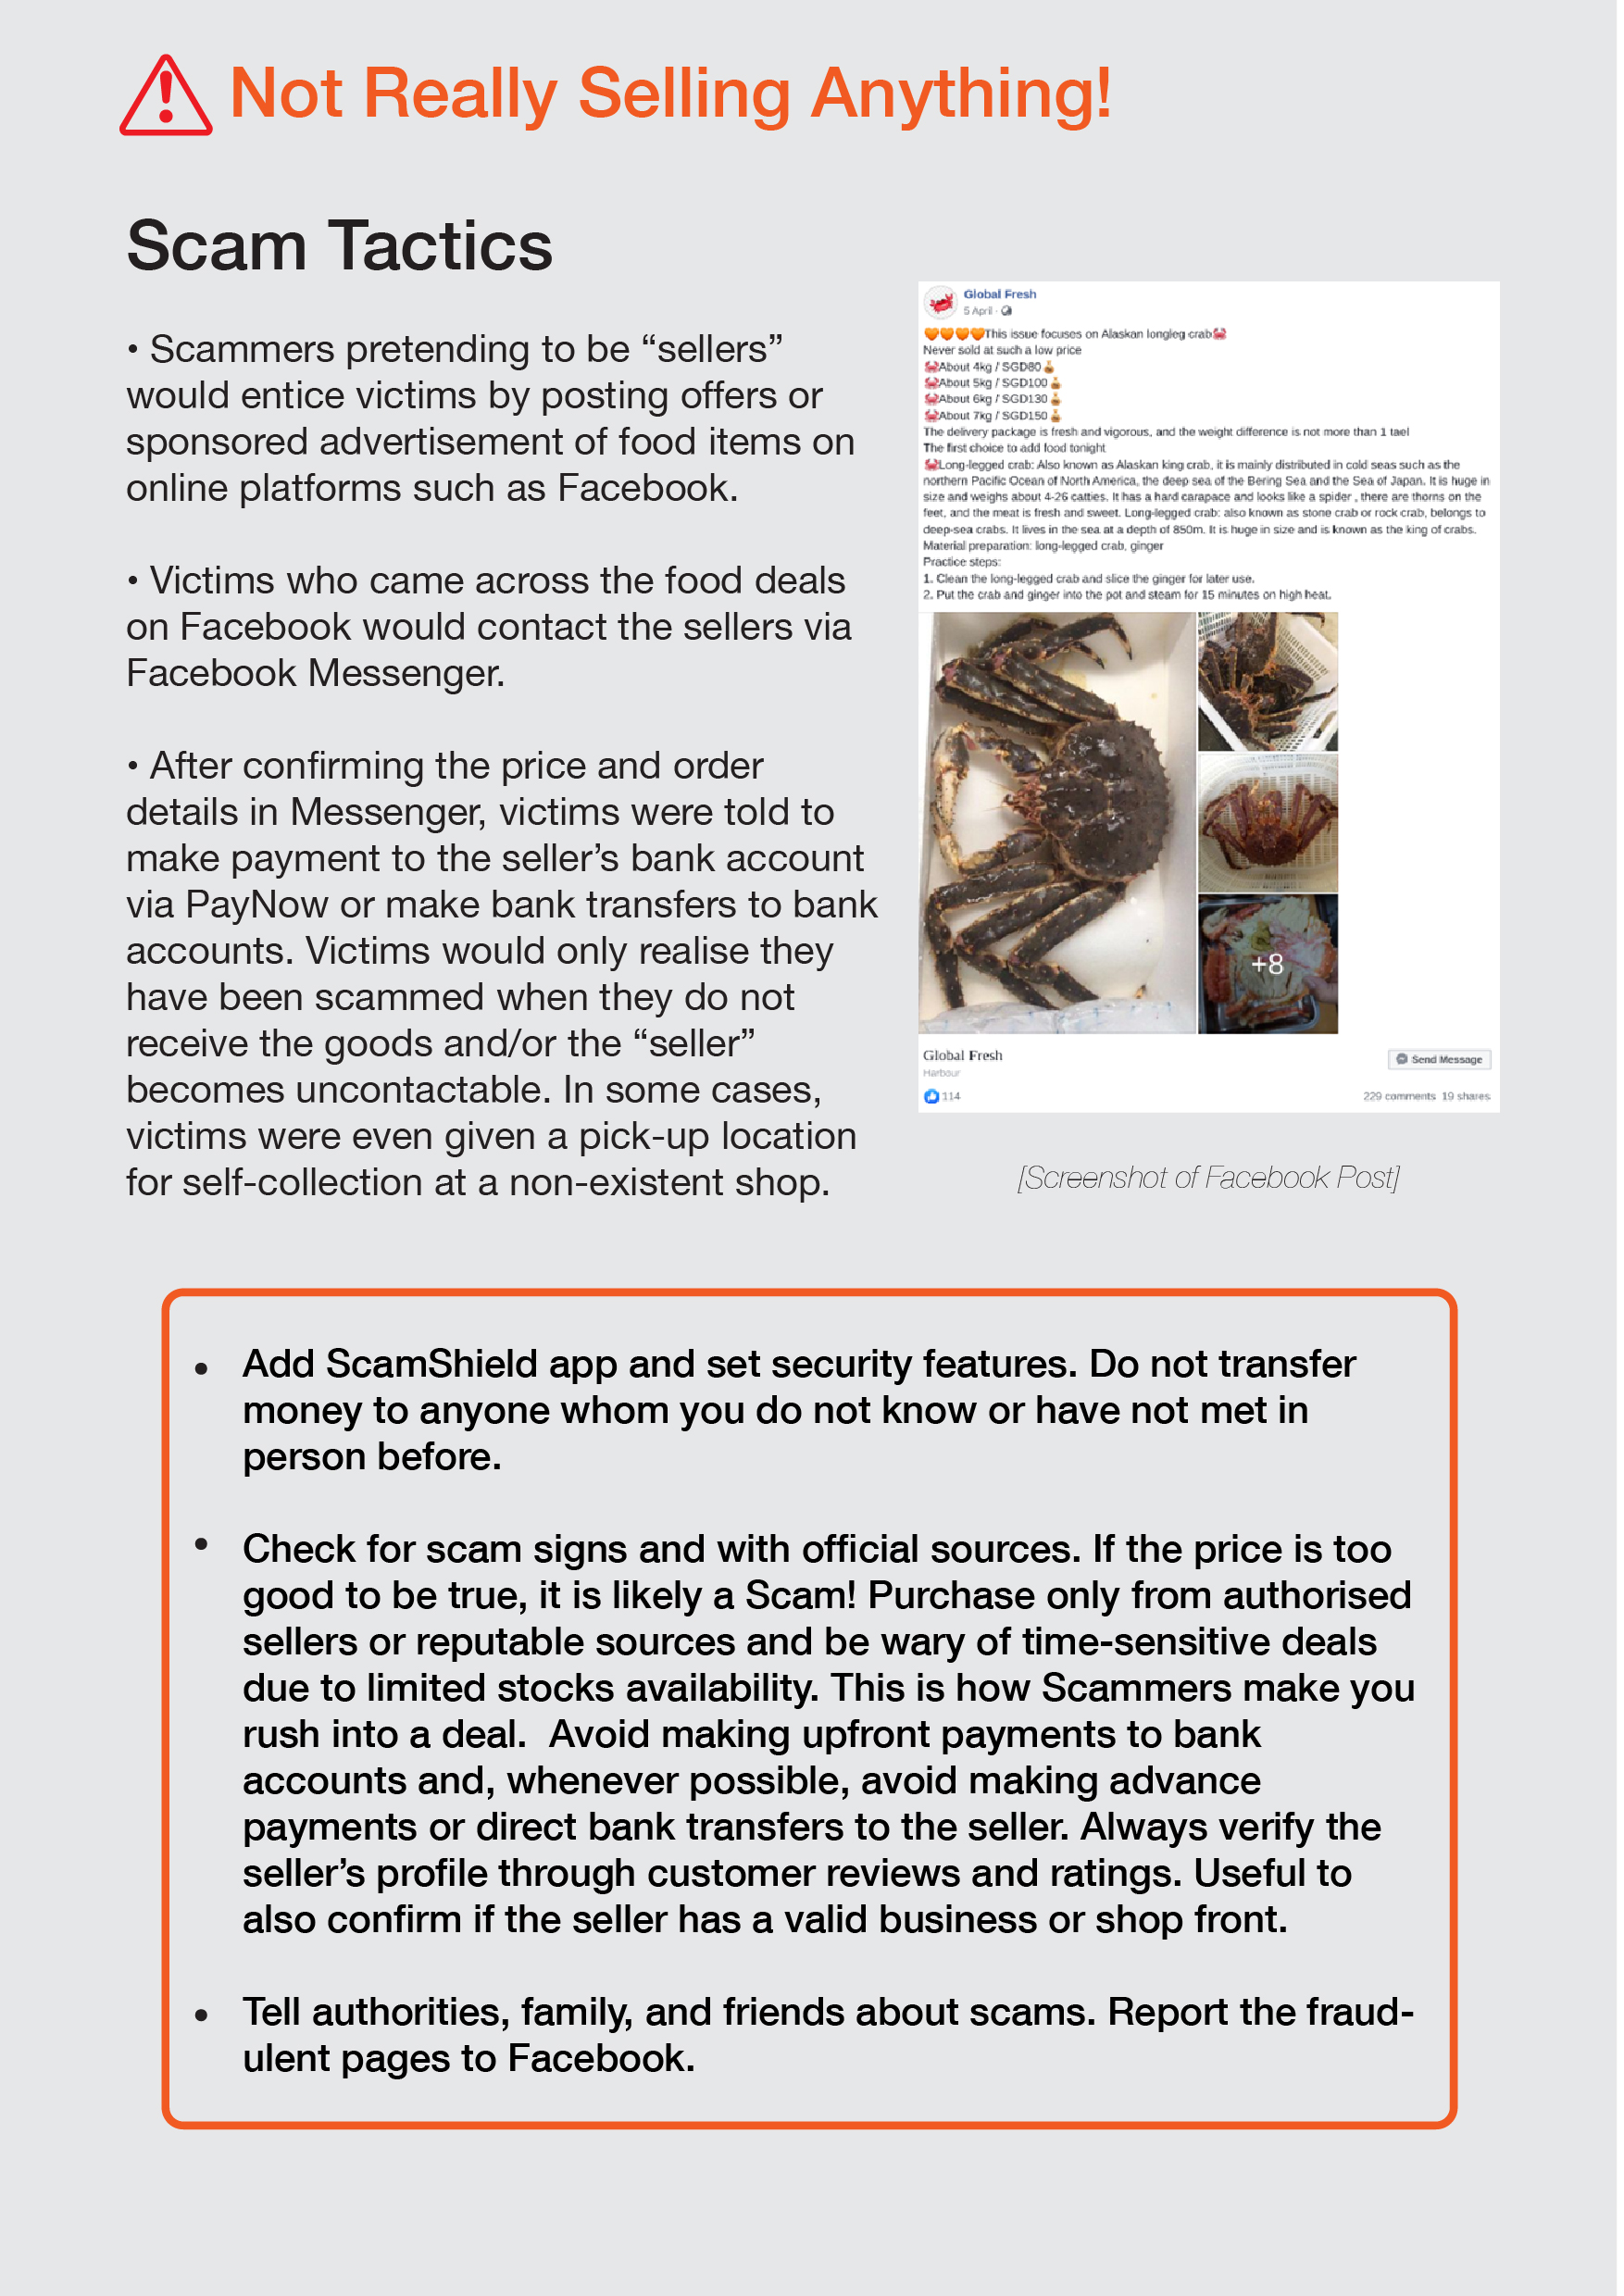 Not Really Selling Anything!
Scam Tactics
• Scammers pretending to be “sellers”
would entice victims by posting offers or
sponsored advertisement of food items on
online platforms such as Facebook.
• Victims who came across the food deals
on Facebook would contact the sellers via
Facebook Messenger.
• After confirming the price and order
details in Messenger, victims were told to
make payment to the seller’s bank account
via PayNow or make bank transfers to bank
accounts. Victims would only realise they
have been scammed when they do not
receive the goods and/or the “seller”
becomes uncontactable. In some cases,
victims were even given a pick-up location
for self-collection at a non-existent shop.
Global Fresh
5 April ·
🧡🧡🧡🧡This issue focuses on Alaskan longleg crab🦀
Never sold at such a low price
🦀About 4kg / SGD80💰
🦀About 5kg / SGD100💰
🦀About 6kg / SGD130💰
🦀About 7kg / SGD150💰
The delivery package is fresh and vigorous, and the weight difference is not more than 1 tael
The first choice to add food tonight
🦀Long-legged crab: Also known as Alaskan king crab, it is mainly distributed in cold seas such as the
northern Pacific Ocean of North America, the deep sea of the Bering Sea and the Sea of Japan. It is huge in
size and weighs about 4-26 catties. It has a hard carapace and looks like a spider , there are thorns on the
feet, and the meat is fresh and sweet. Long-legged crab: also known as stone crab or rock crab, belongs to
deep-sea crabs. It lives in the sea at a depth of 850m. It is huge in size and is known as the king of crabs.
Material preparation: long-legged crab, ginger
Practice steps:
1. Clean the long-legged crab and slice the ginger for later use.
2. Put the crab and ginger into the pot and steam for 15 minutes on high heat.
+8
Global Fresh
Harbour
Send Message
114
229 comments 19 shares
[Screenshot of Facebook Post]
• Add ScamShield app and set security features. Do not transfer
money to anyone whom you do not know or have not met in
person before.
• Check for scam signs and with official sources. If the price is too
good to be true, it is likely a Scam! Purchase only from authorised
sellers or reputable sources and be wary of time-sensitive deals
due to limited stocks availability. This is how Scammers make you
rush into a deal.  Avoid making upfront payments to bank
accounts and, whenever possible, avoid making advance
payments or direct bank transfers to the seller. Always verify the
seller’s profile through customer reviews and ratings. Useful to
also confirm if the seller has a valid business or shop front.
• Tell authorities, family, and friends about scams. Report the fraud-
ulent pages to Facebook.